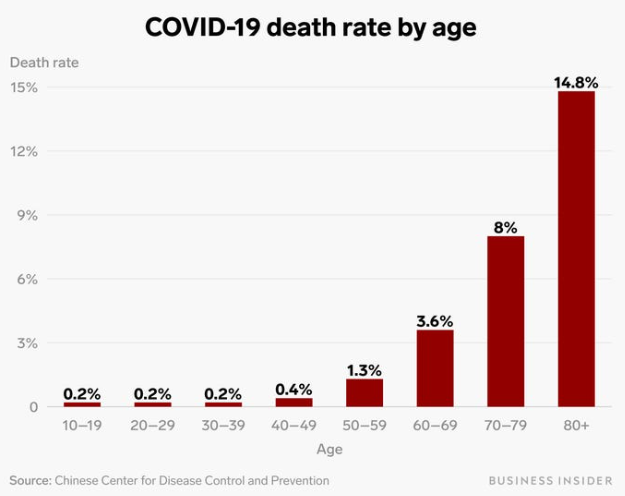 COVID-19 death rate by age
Death rate
15%
12%
9%
6%
3%
0
0.2%
0.2%
0.2%
0.4%
1.3%
3.6%
8%
14.8%
10–19 20–29 30–39 40–49 50–59 60–69 70–79 80+
Age
Source: Chinese Center for Disease Control and Prevention
BUSINESS INSIDER